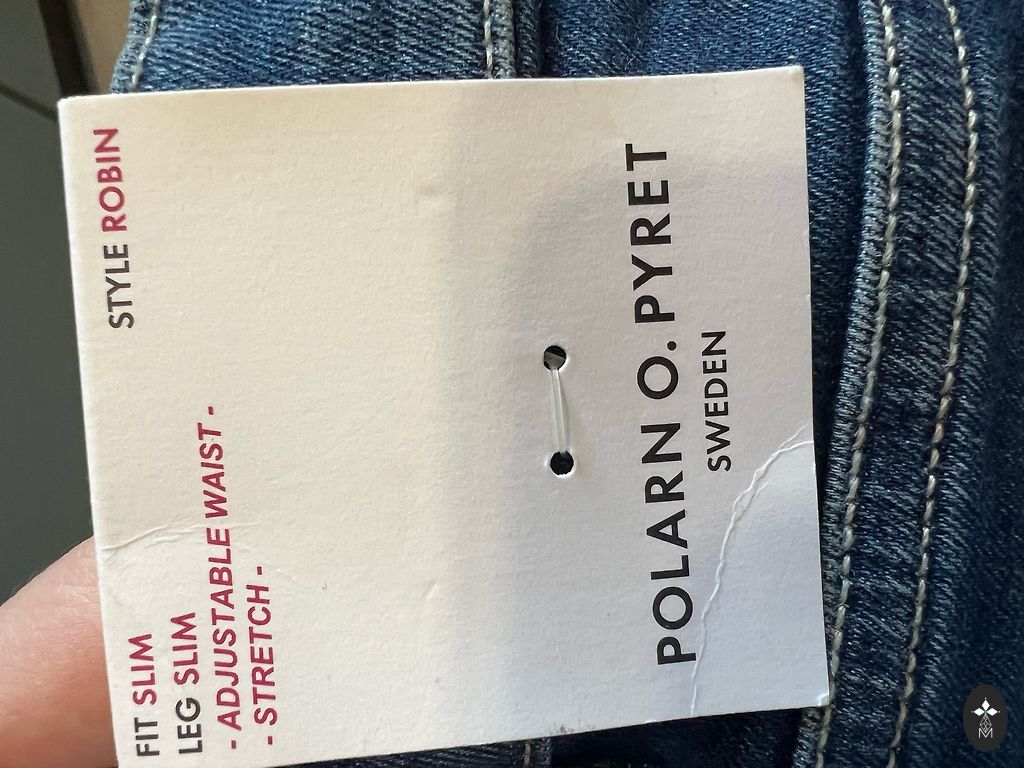 FIT SLIM
STYLE ROBIN
LEG SLIM
- ADJUSTABLE WAIST -
- STRETCH -
POLARN O. PYRET
SWEDEN